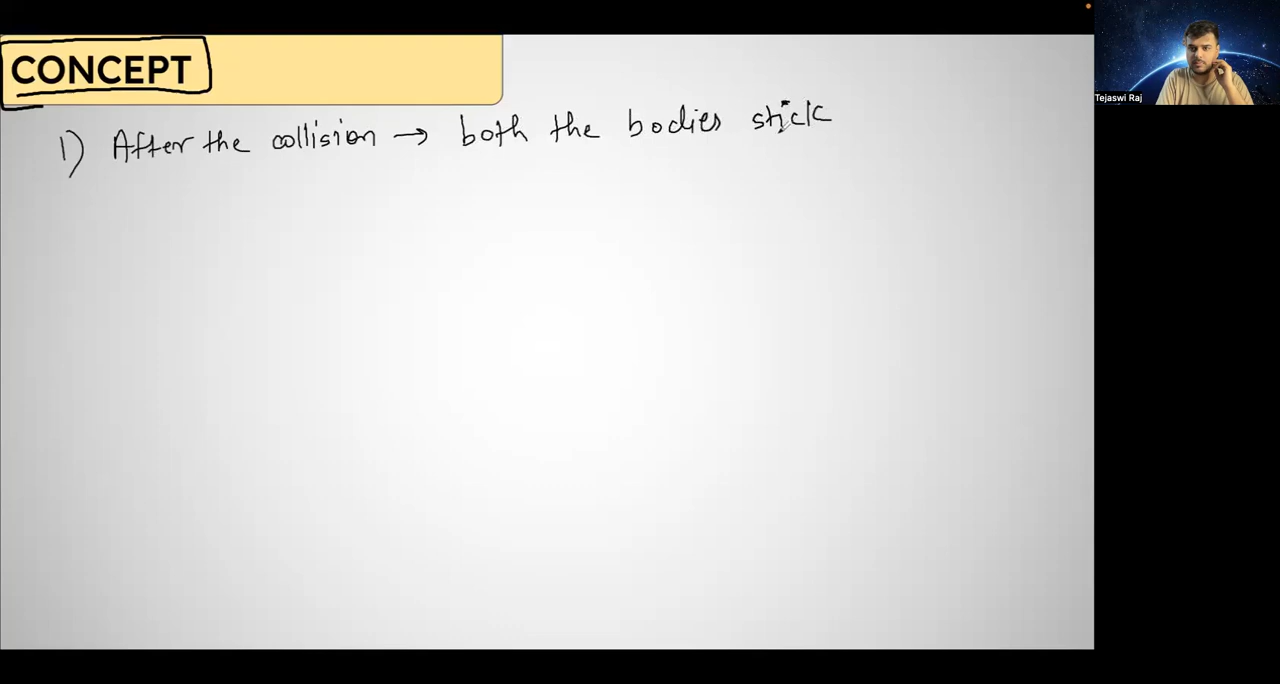 CONCEPT
Tejaswi Raj
1) After the collision → both the bodies stick